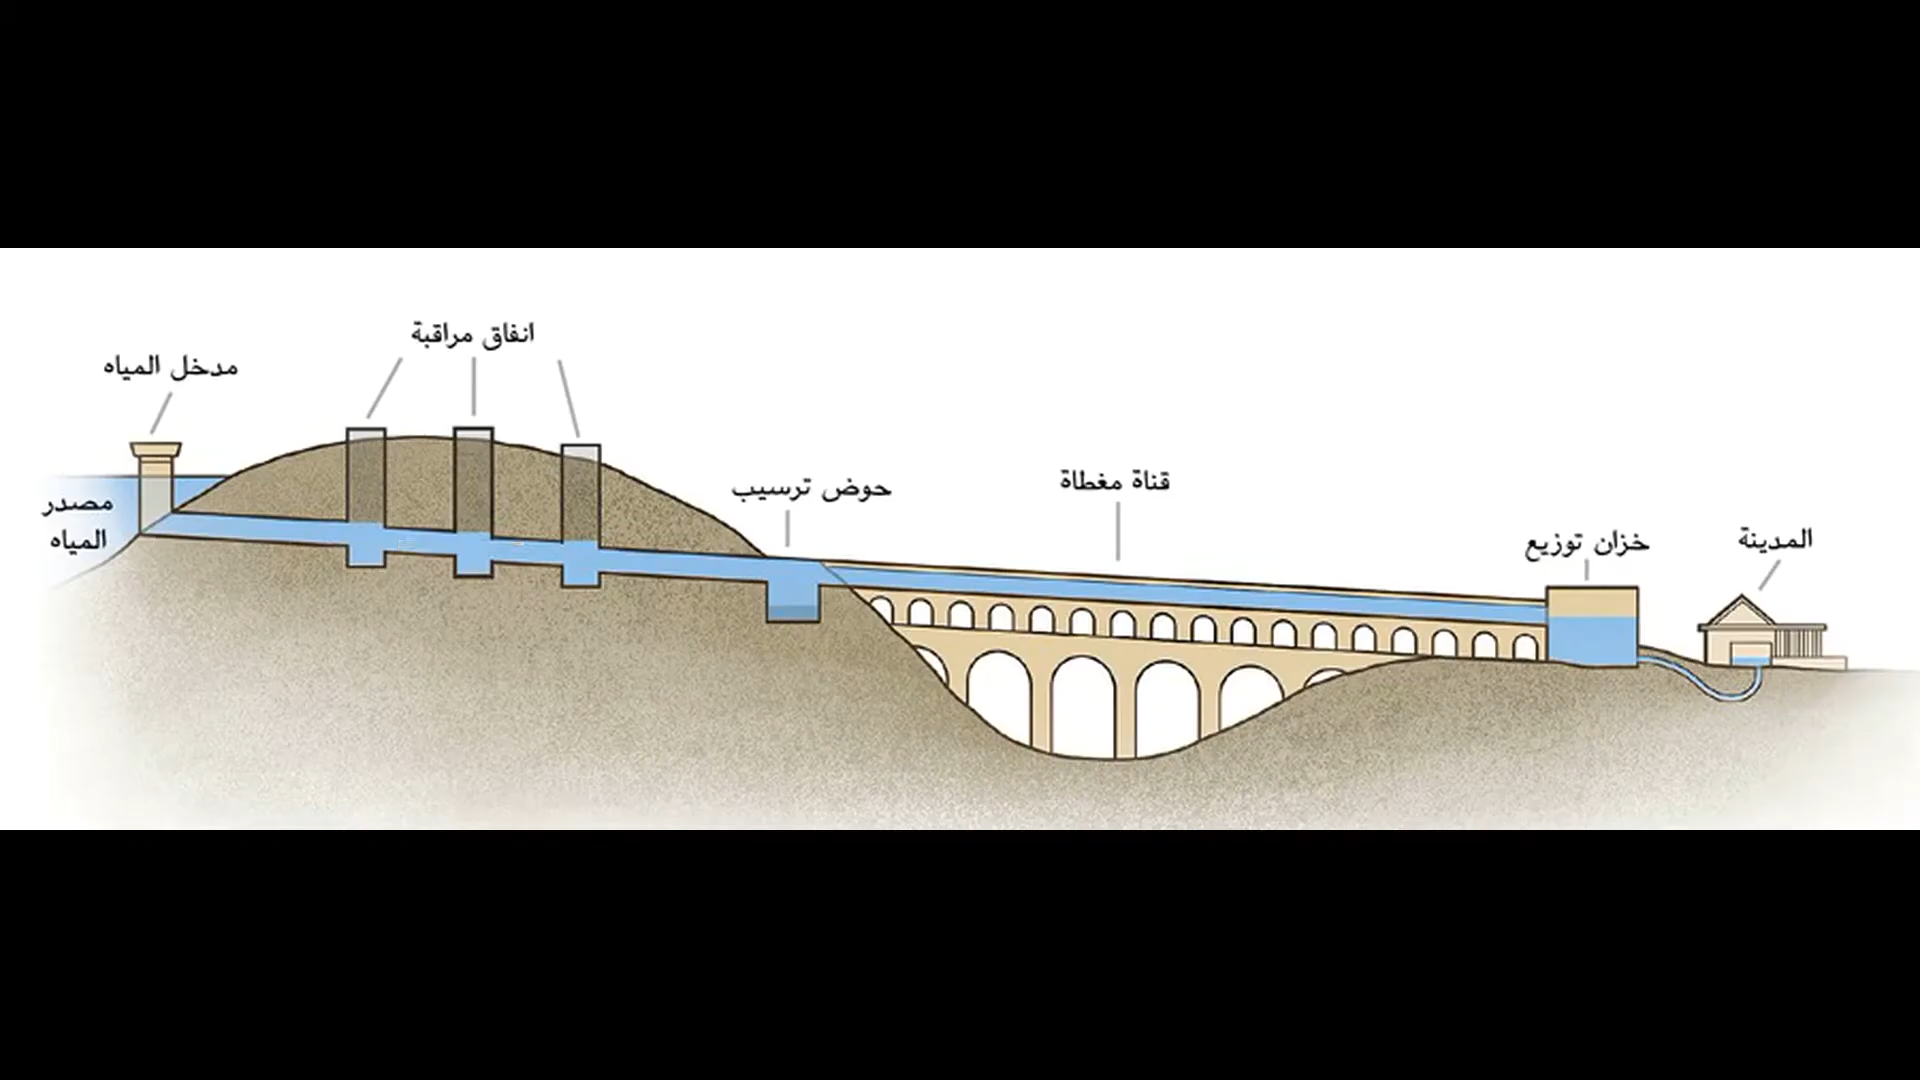 انفاق مراقبة
مدخل المياه
مصدر
المياه
حوض ترسيب
قناة مغطاة
خزان توزيع
المدينة